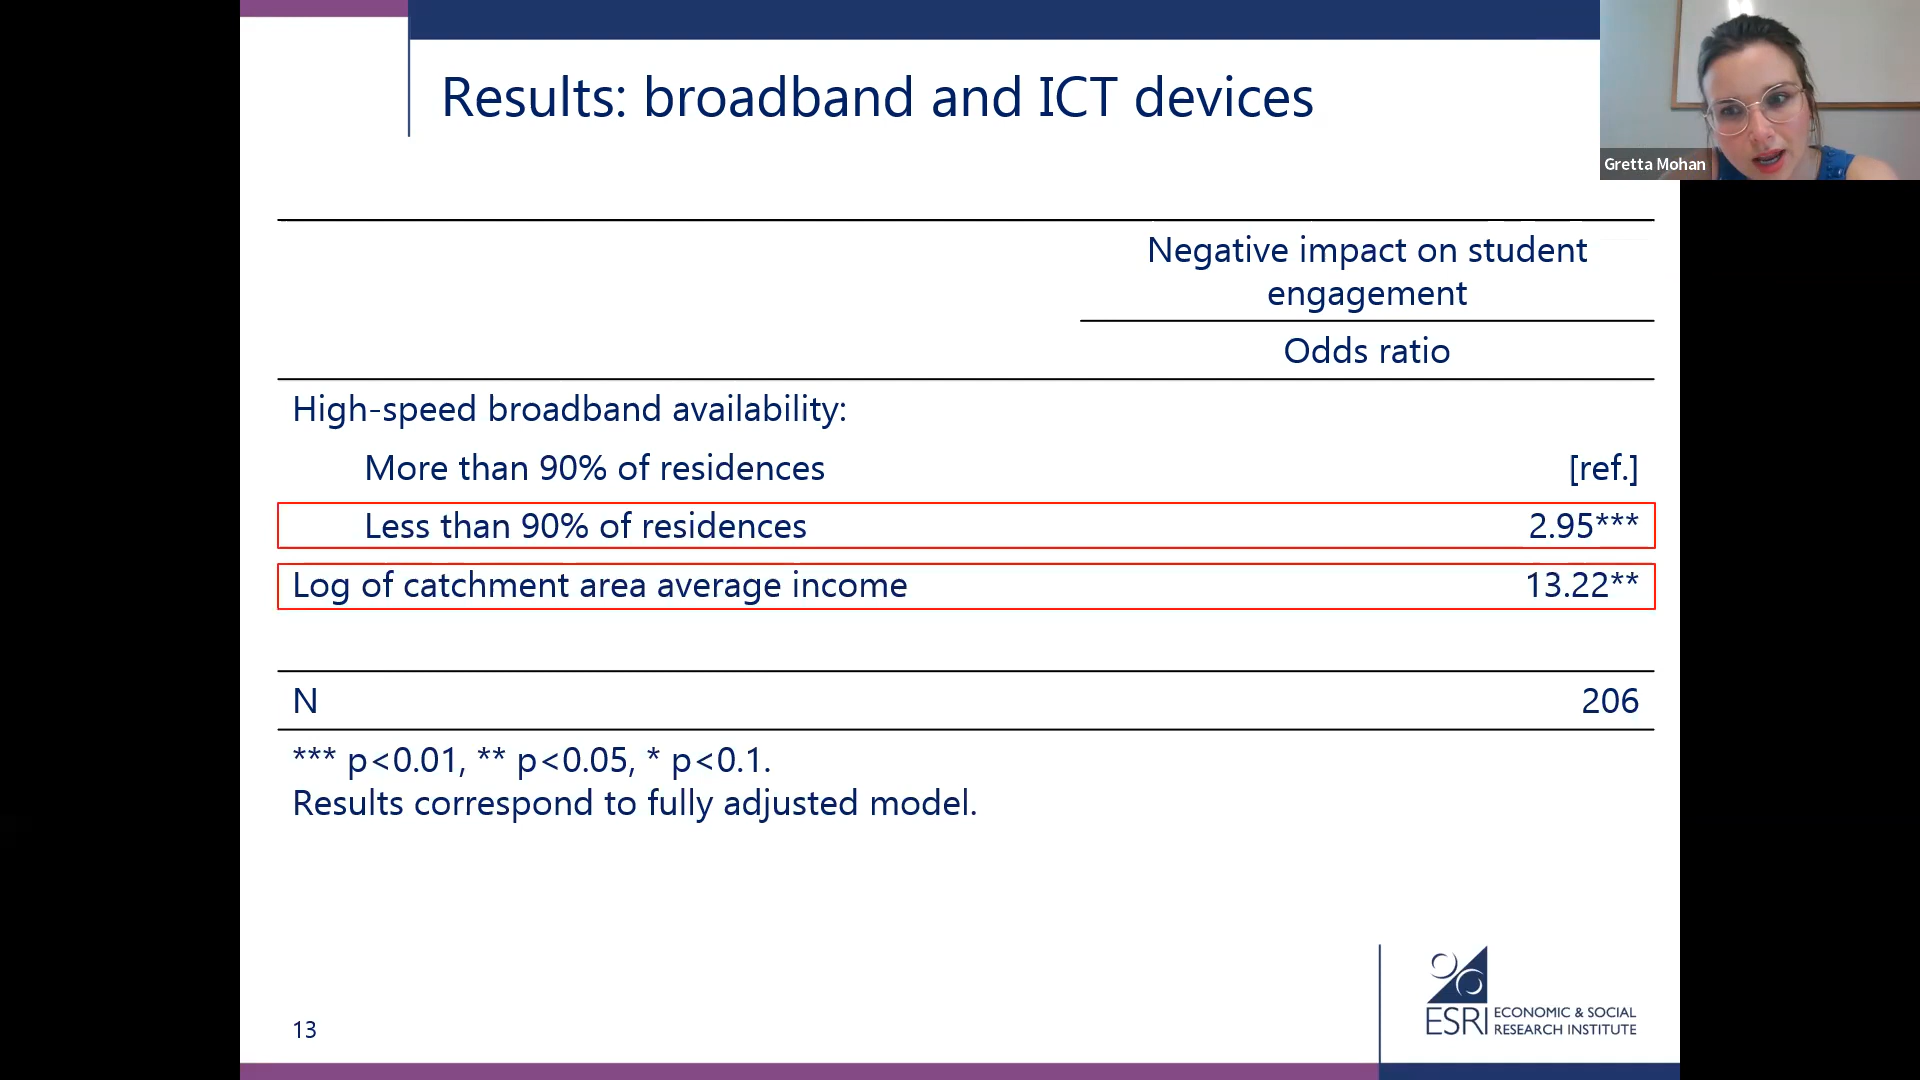 Results: broadband and ICT devices
Gretta Mohan
Negative impact on student
engagement
Odds ratio
High-speed broadband availability:
More than 90% of residences [ref.]
Less than 90% of residences 2.95***
Log of catchment area average income 13.22**
N 206
*** p<0.01, ** p<0.05, * p<0.1.
Results correspond to fully adjusted model.
13
ESRI ECONOMIC & SOCIAL
RESEARCH INSTITUTE